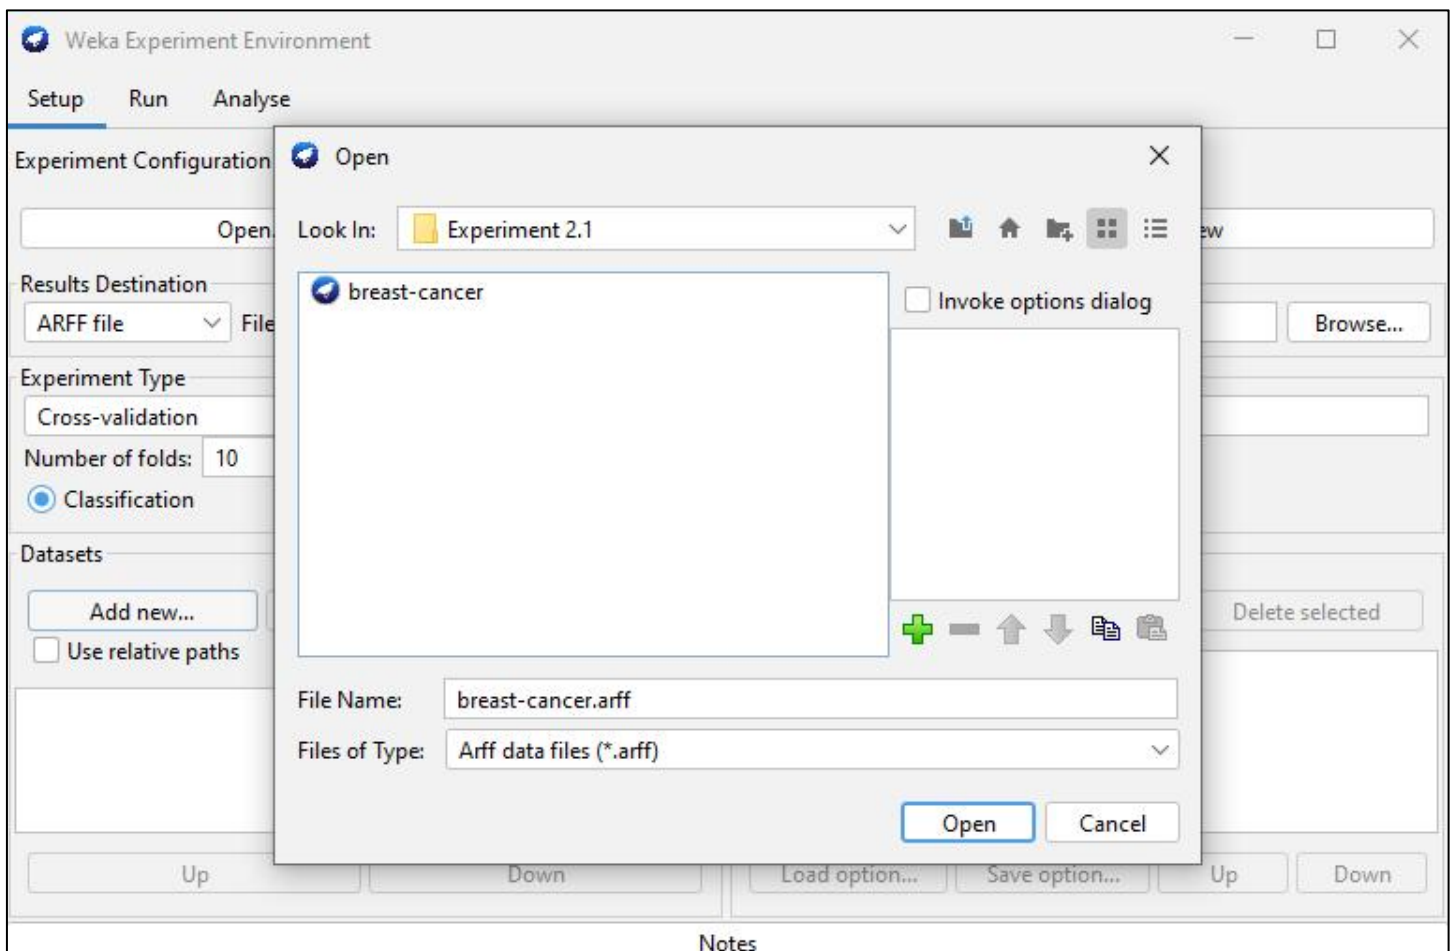 Weka Experiment Environment
Setup Run Analyse
Experiment Configuration
Open
Open.
Look In: Experiment 2.1
ew
Results Destination
breast-cancer
Invoke options dialog
ARFF file File
Browse...
Experiment Type
Cross-validation
Number of folds: 10
Classification
Datasets
Add new...
Delete selected
Use relative paths
File Name: breast-cancer.arff
Files of Type: Arff data files (*.arff)
Open Cancel
Up Down Load option... Save option... Up Down
Notes